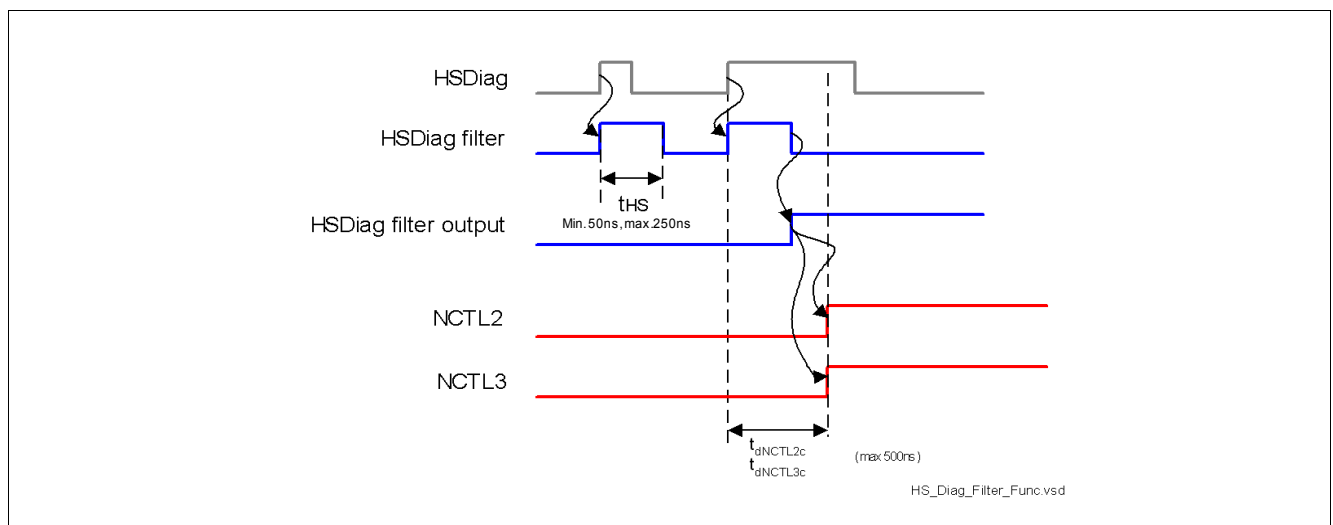 HSDiag
HSDiag filter
tHS
Min.50ns,max.250ns
HSDiag filter output
NCTL2
NCTL3
tdNCTL2c
tdNCTL3c
(max 500ns)
HS_Diag_Filter_Func.vsd